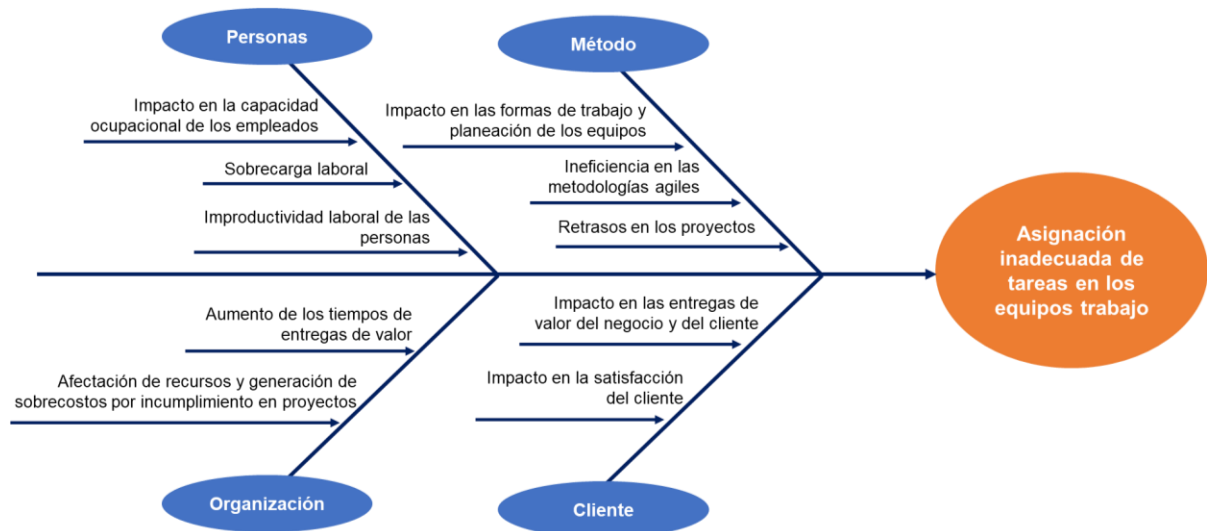 Personas
Método
Impacto en la capacidad
ocupacional de los empleados
Impacto en las formas de trabajo y
planeación de los equipos
Sobrecarga laboral
Ineficiencia en las
metodologías agiles
Improductividad laboral de las
personas
Retrasos en los proyectos
Asignación
inadecuada de
tareas en los
equipos trabajo
Aumento de los tiempos de
entregas de valor
Impacto en las entregas de
valor del negocio y del cliente
Afectación de recursos y generación de
sobrecostos por incumplimiento en proyectos
Impacto en la satisfacción
del cliente
Organización
Cliente